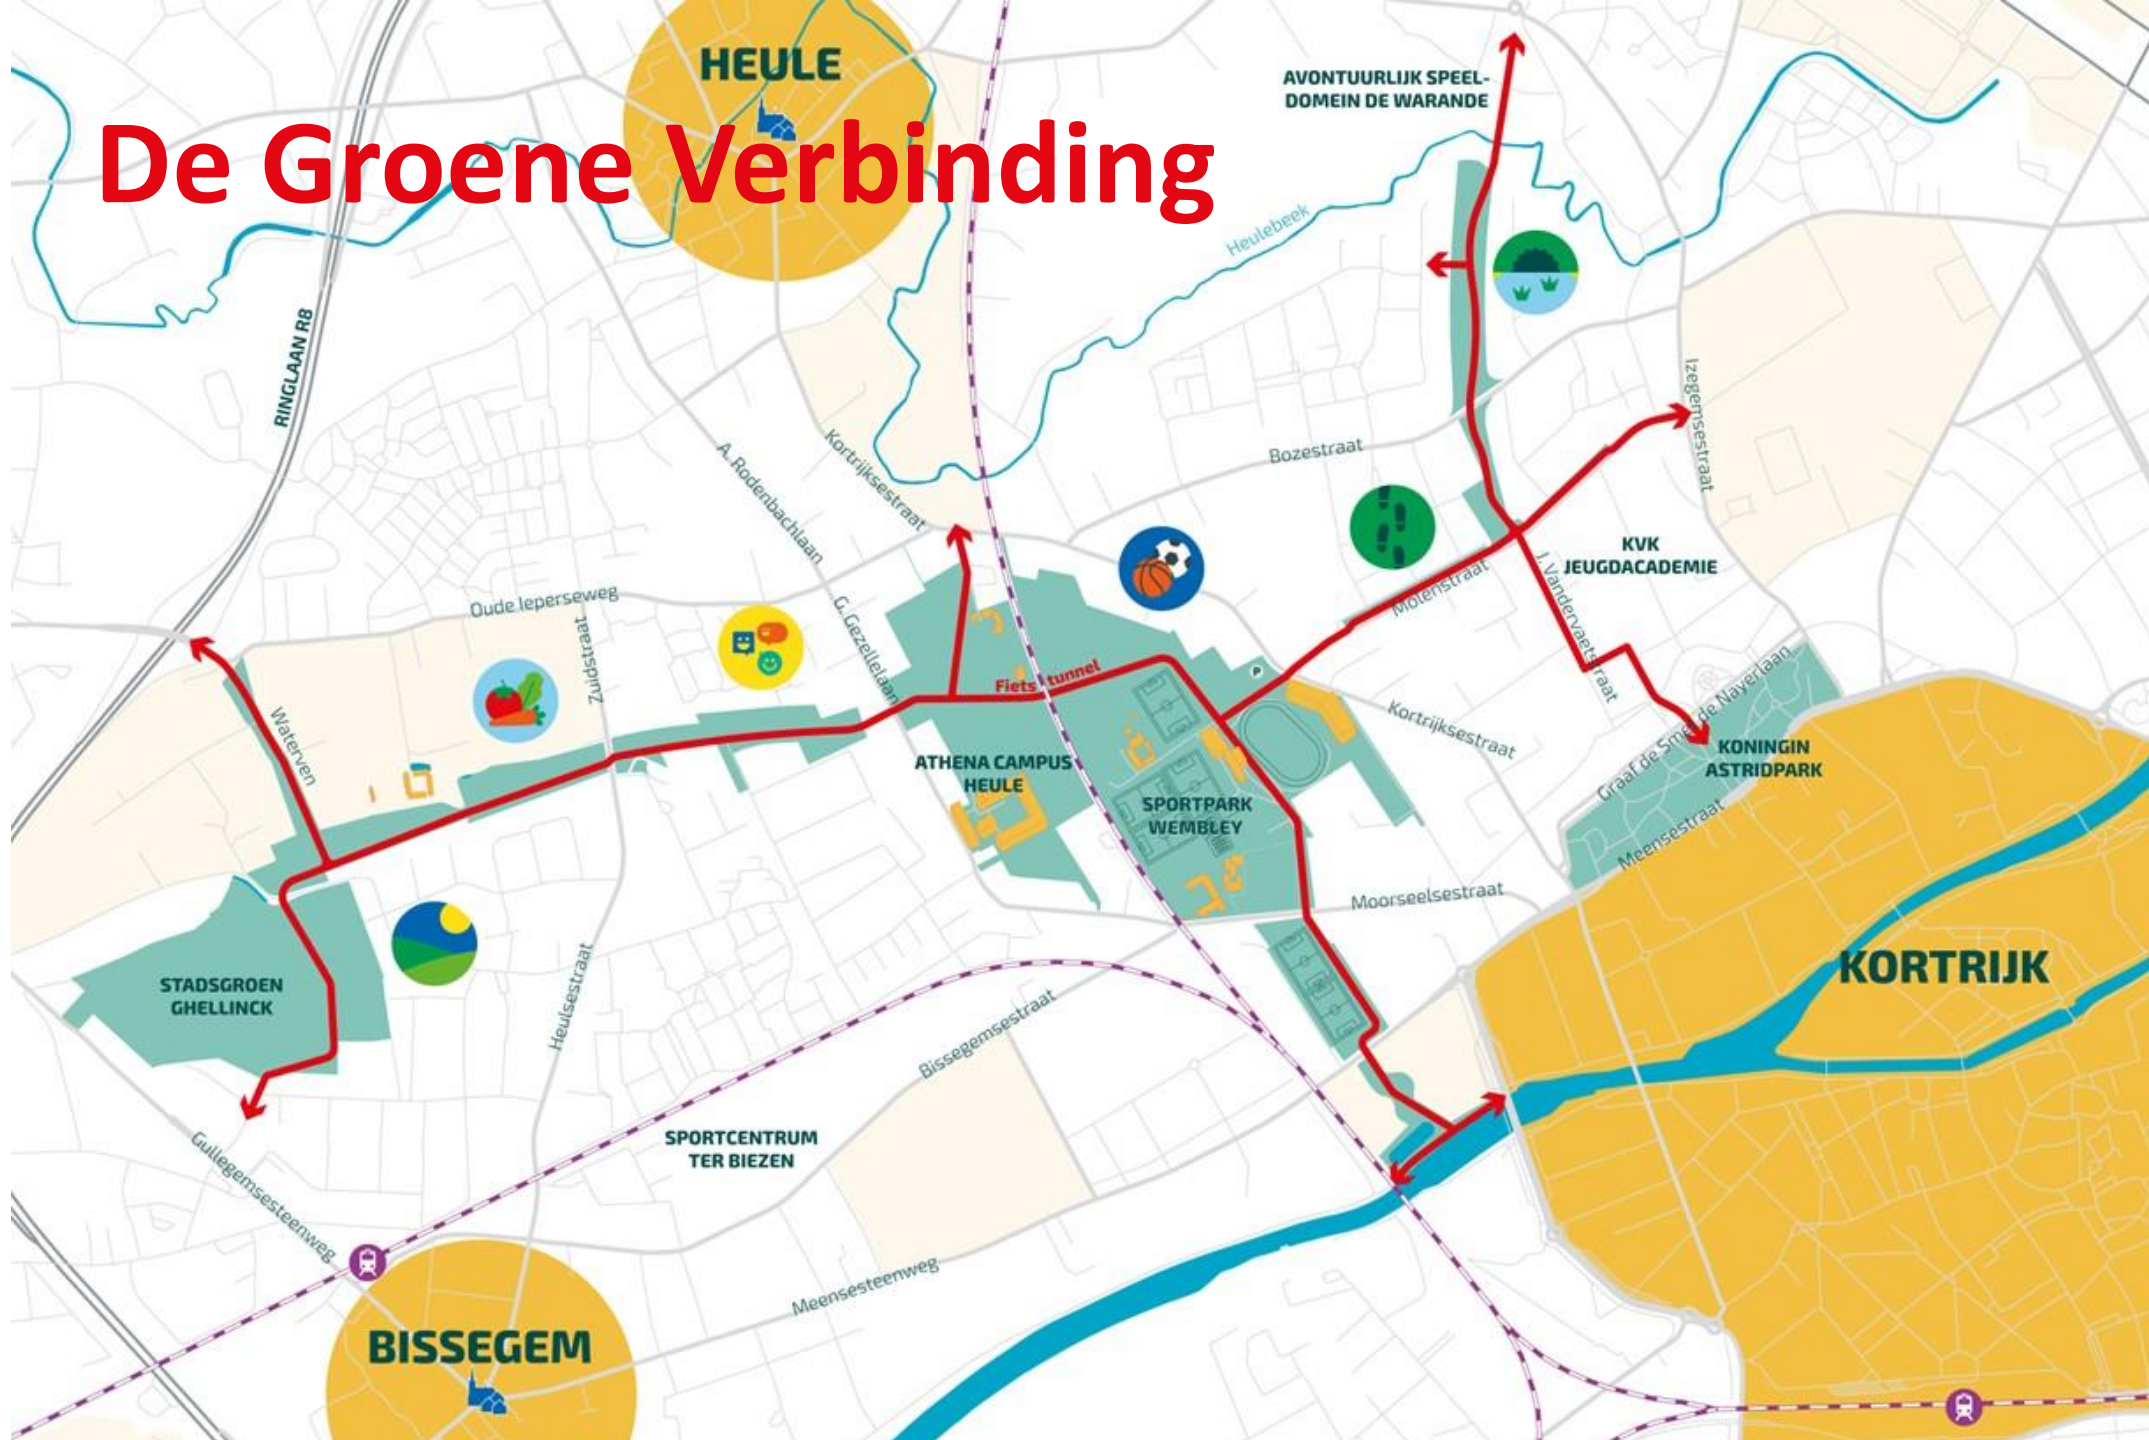 HEULE
De Groene Verbinding
AVONTUURLIJK SPEEL-
DOMEIN DE WARANDE
Heulebeek
RINGLAAN R8
Izegemsestraat
Kortrijksestraat
A. Rodenbachlaan
Bozestraat
KVK
JEUGDACADEMIE
Oude Ieperseweg
Zuipstraat
G. Gezellelaan
Molenstraat
J. Vandervaetstraat
Fietstunnel
P
Waterven
Kortrijksestraat
Graaf de Smet de Nayerlaan
KONINGIN
ASTRIDPARK
ATHENA CAMPUS
HEULE
SPORTPARK
WEMBLEY
Meensestraat
Moorseelsestraat
KORTRIJK
STADSGROEN
GHELLINCK
Heulsestraat
Bissegemsestraat
SPORTCENTRUM
TER BIEZEN
Gullegemsesteenweg
Meensesteenweg
BISSEGEM